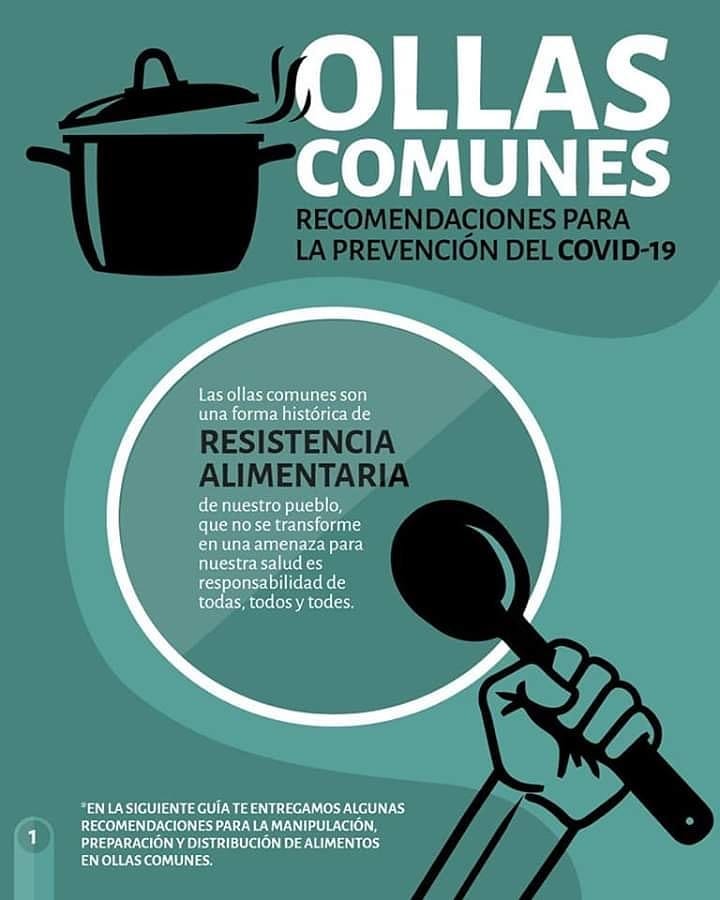 OLLAS
COMUNES
RECOMENDACIONES PARA
LA PREVENCIÓN DEL COVID-19
Las ollas comunes son
una forma histórica de
RESISTENCIA
ALIMENTARIA
de nuestro pueblo,
que no se transforme
en una amenaza para
nuestra salud es
responsabilidad de
todas, todos y todes.
*EN LA SIGUIENTE GUÍA TE ENTREGAMOS ALGUNAS
RECOMENDACIONES PARA LA MANIPULACIÓN,
PREPARACIÓN Y DISTRIBUCIÓN DE ALIMENTOS
EN OLLAS COMUNES.
1